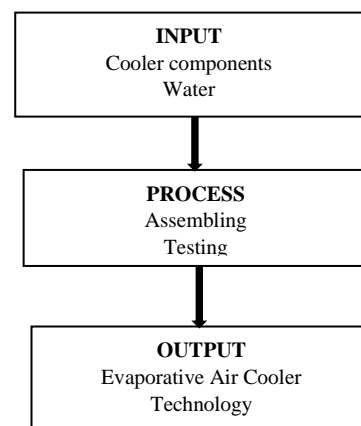 INPUT
Cooler components
Water
PROCESS
Assembling
Testing
OUTPUT
Evaporative Air Cooler
Technology